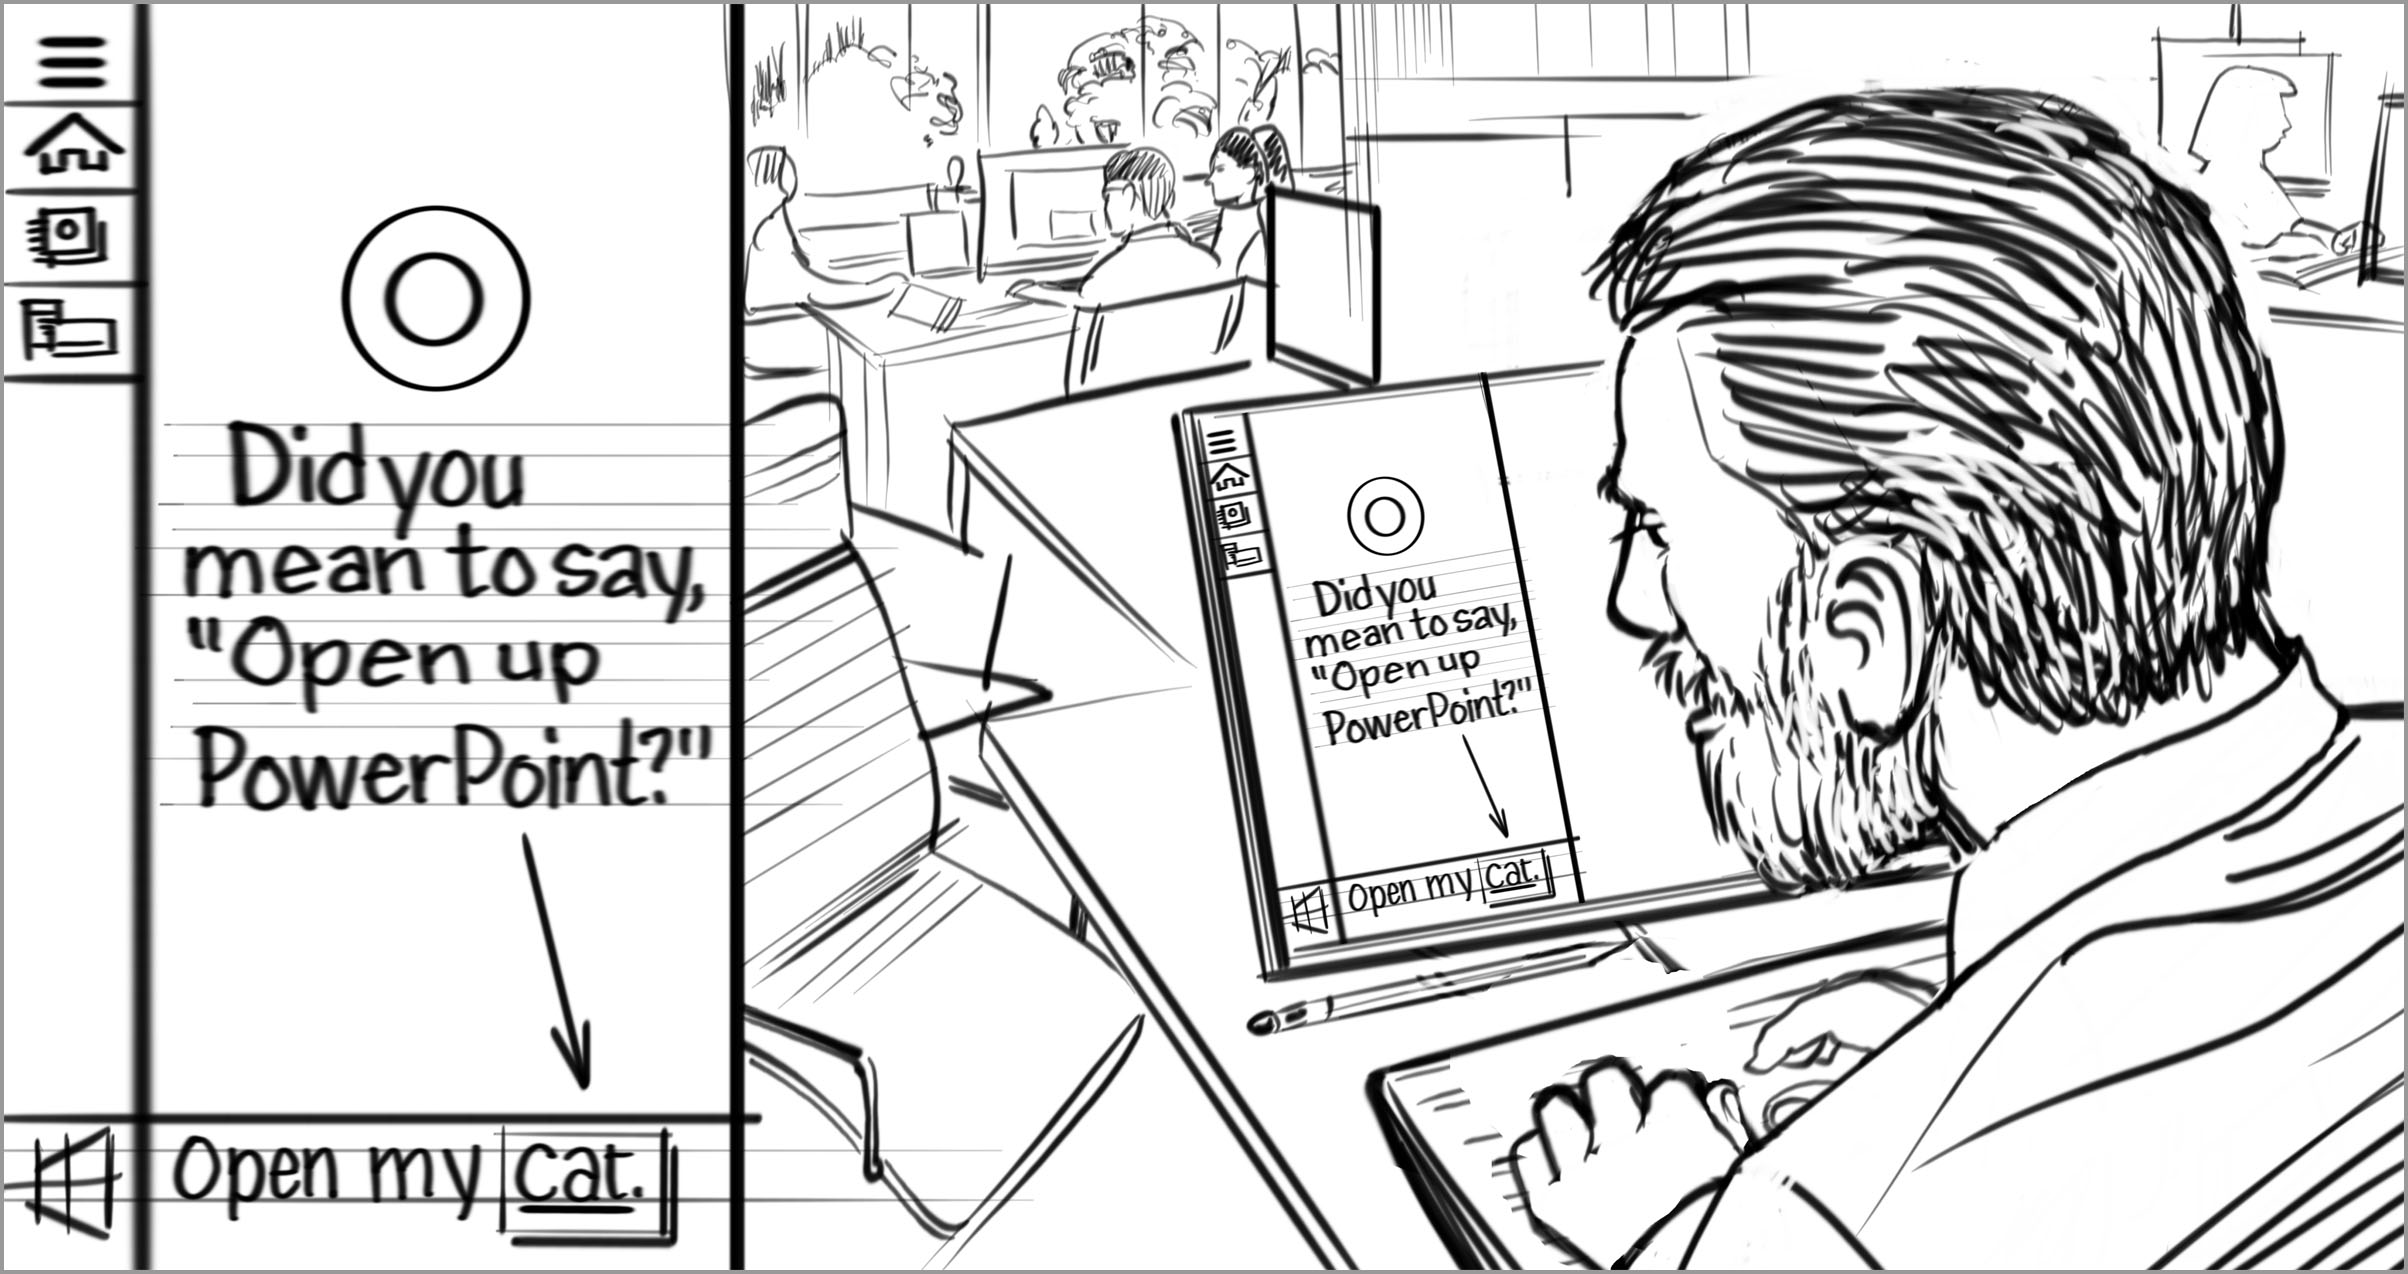 Did you
mean to say,
"Open up
PowerPoint?"
Open my cat.
Did you
mean to say,
"Open up
PowerPoint?"
Open my cat.